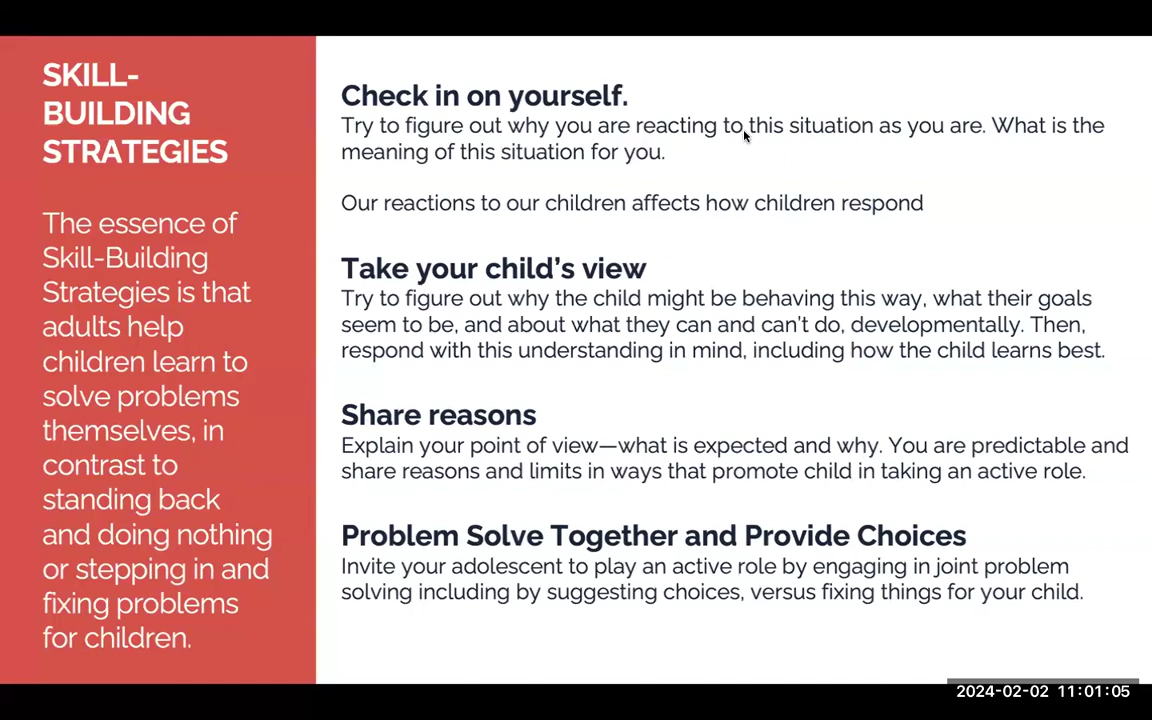 SKILL-
BUILDING
STRATEGIES
The essence of
Skill-Building
Strategies is that
adults help
children learn to
solve problems
themselves, in
contrast to
standing back
and doing nothing
or stepping in and
fixing problems
for children.
Check in on yourself.
Try to figure out why you are reacting to this situation as you are. What is the
meaning of this situation for you.
Our reactions to our children affects how children respond
Take your child’s view
Try to figure out why the child might be behaving this way, what their goals
seem to be, and about what they can and can’t do, developmentally. Then,
respond with this understanding in mind, including how the child learns best.
Share reasons
Explain your point of view—what is expected and why. You are predictable and
share reasons and limits in ways that promote child in taking an active role.
Problem Solve Together and Provide Choices
Invite your adolescent to play an active role by engaging in joint problem
solving including by suggesting choices, versus fixing things for your child.
2024-02-02 11:01:05